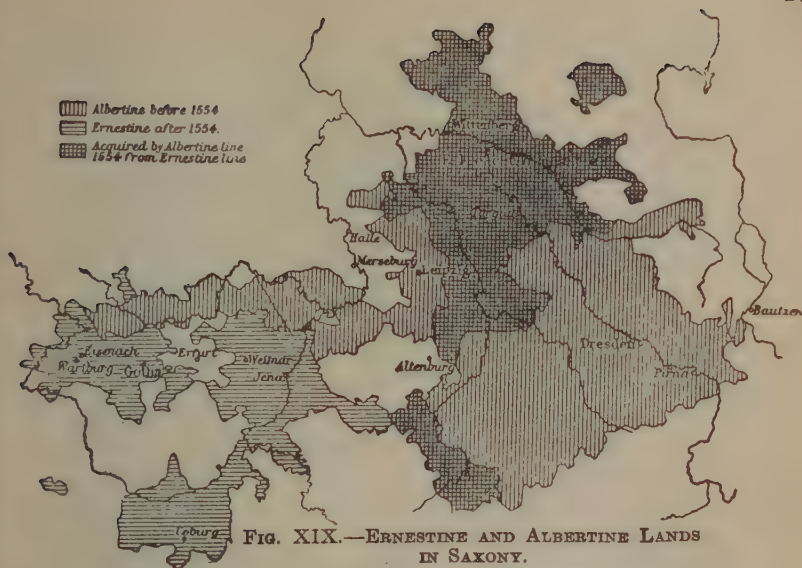 Albertine before 1554
Ernestine after 1554.
Acquired by Albertine line
1554 from Ernestine line
Wittenberg
Torgau
Halle
Merseburg
Leipzig
Bautzen
Eisenach
Wartburg
Gotha
Erfurt
Weimar
Jena
Altenburg
Dresden
Pirna
Coburg
FIG. XIX.—ERNESTINE AND ALBERTINE LANDS
IN SAXONY.